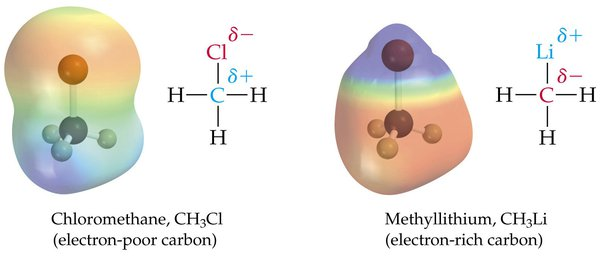 δ−
Cl
δ+
H—C—H
H
Chloromethane, CH₃Cl
(electron-poor carbon)
δ+
Li
δ−
H—C—H
H
Methyllithium, CH₃Li
(electron-rich carbon)